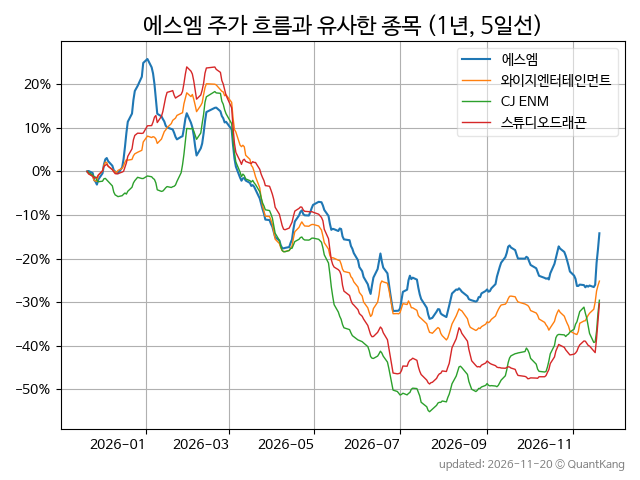 에스엠 주가 흐름과 유사한 종목 (1년, 5일선)
에스엠
와이지엔터테인먼트
CJ ENM
스튜디오드래곤
20%
10%
0%
−10%
−20%
−30%
−40%
−50%
2026-01
2026-03
2026-05
2026-07
2026-09
2026-11
updated: 2026-11-20 © QuantKang